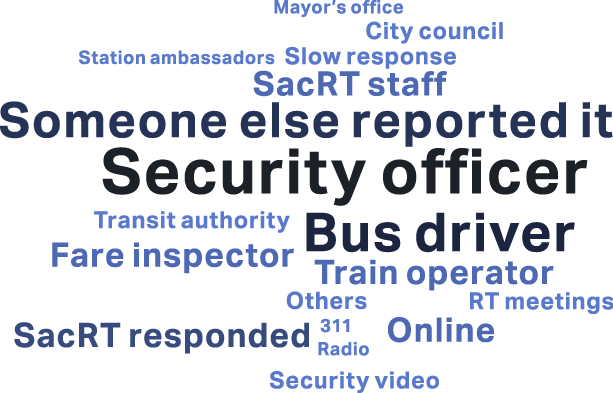 Mayor's office
City council
Station ambassadors
Slow response
SacRT staff
Someone else reported it
Security officer
Transit authority
Bus driver
Fare inspector
Train operator
Others
RT meetings
SacRT responded
311
Online
Radio
Security video